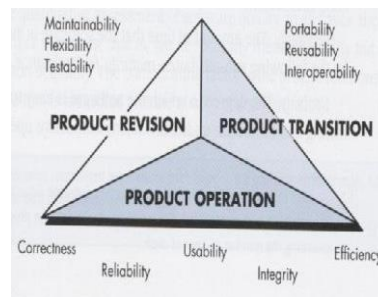 Maintainability
Flexibility
Testability
Portability
Reusability
Interoperability
PRODUCT REVISION
PRODUCT TRANSITION
PRODUCT OPERATION
Correctness
Reliability
Usability
Integrity
Efficiency